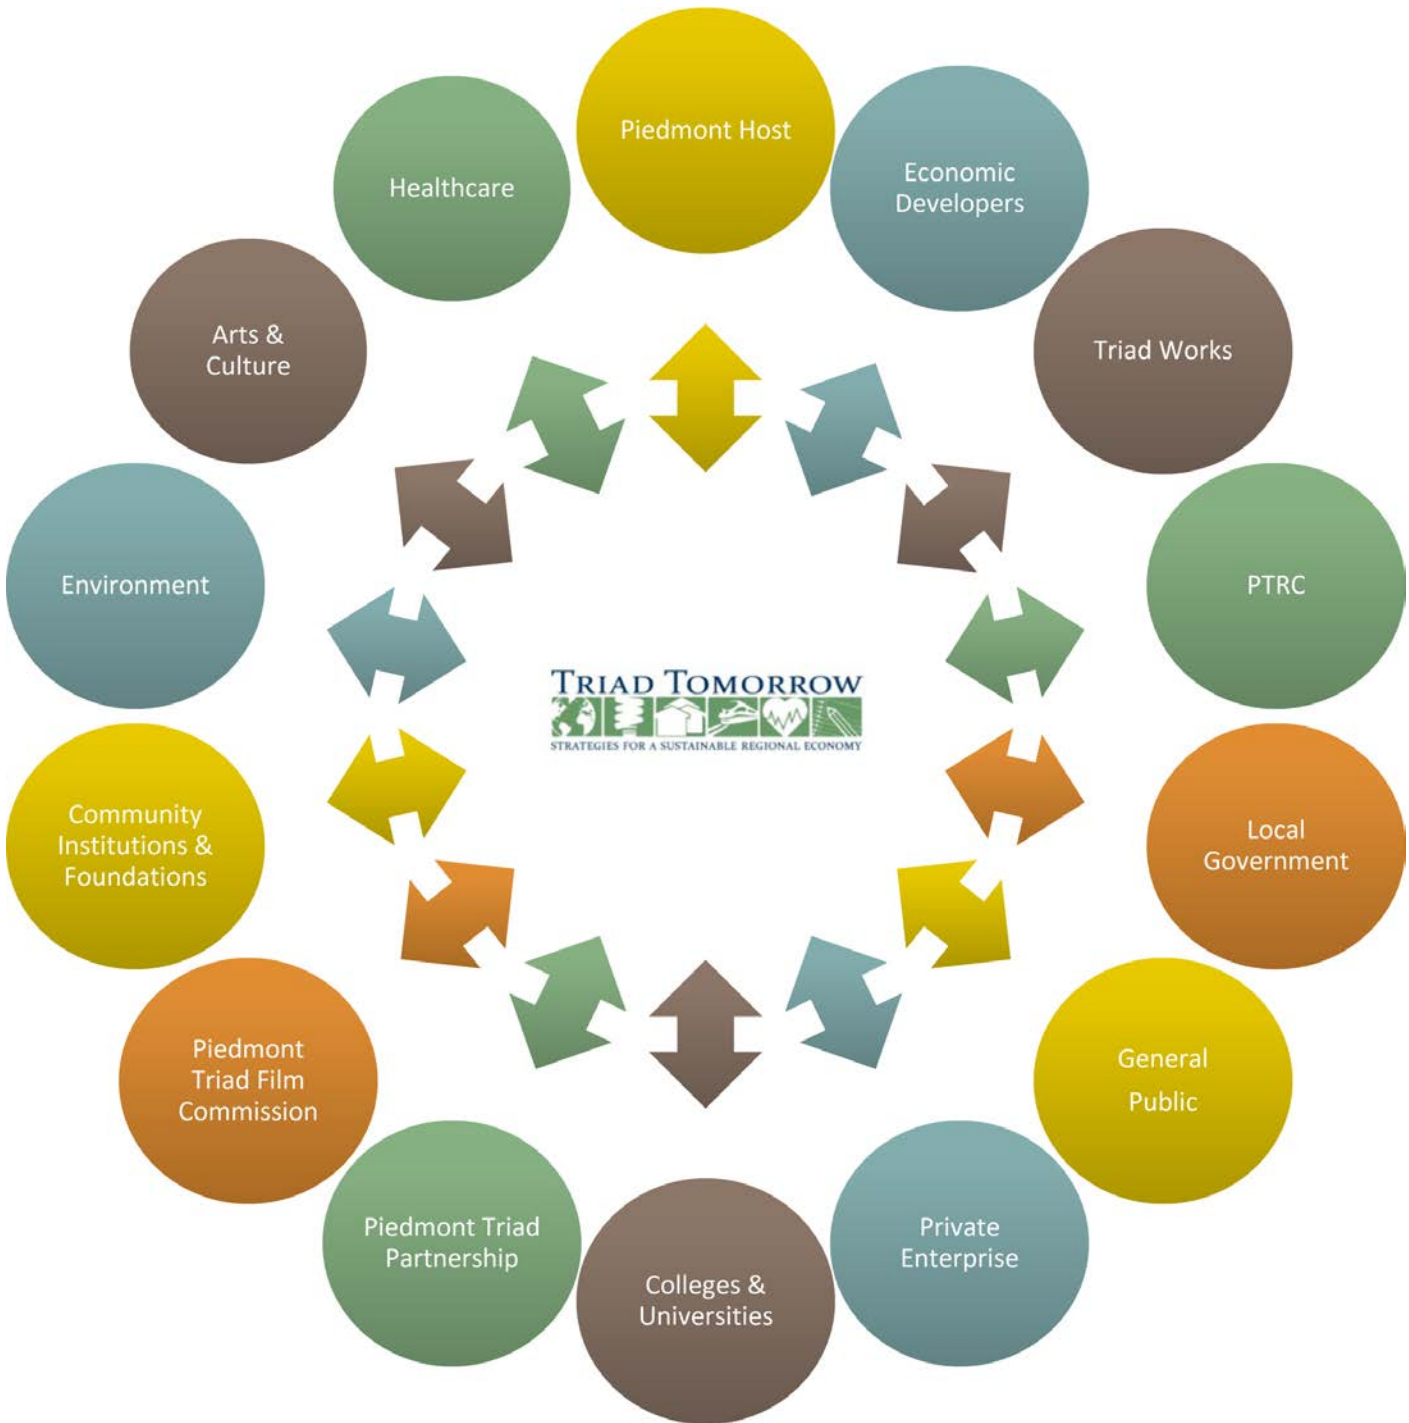 Piedmont Host
Economic
Developers
Triad Works
PTRC
Local
Government
General
Public
Private
Enterprise
Colleges &
Universities
Piedmont Triad
Partnership
Piedmont
Triad Film
Commission
Community
Institutions &
Foundations
Environment
Arts &
Culture
Healthcare
TRIAD TOMORROW
STRATEGIES FOR A SUSTAINABLE REGIONAL ECONOMY